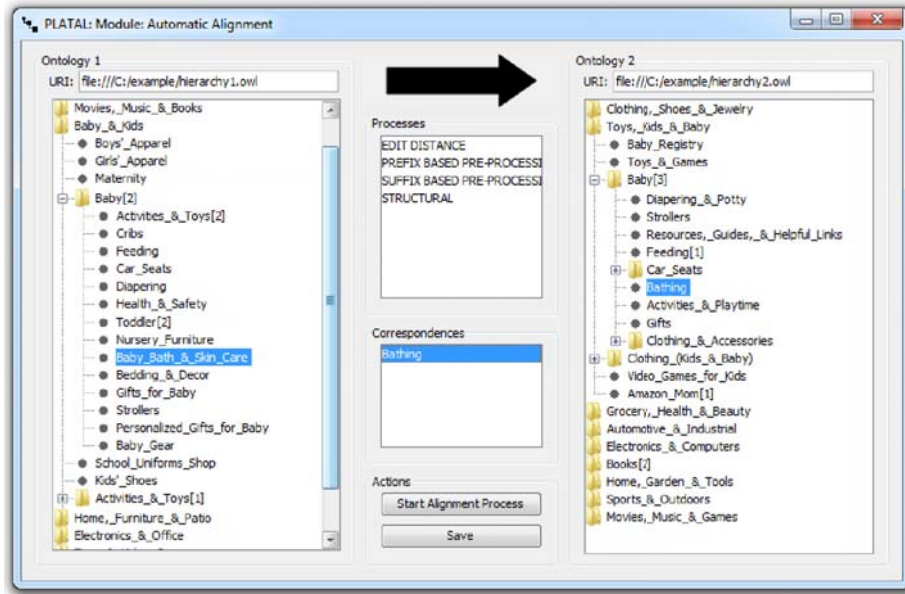 PLATAL: Module: Automatic Alignment
Ontology 1
URI: file:///C:/example/hierarchy1.owl
Movies,_Music_&_Books
Baby_&_Kids
Boys'_Apparel
Girls'_Apparel
Maternity
Baby[2]
Activities_&_Toys[2]
Cribs
Feeding
Car_Seats
Diapering
Health_&_Safety
Toddler[2]
Nursery_Furniture
Baby_Bath_&_Skin_Care
Bedding_&_Decor
Gifts_for_Baby
Strollers
Personalized_Gifts_for_Baby
Baby_Gear
School_Uniforms_Shop
Kids'_Shoes
Activities_&_Toys[1]
Home,_Furniture_&_Patio
Electronics_&_Office
Processes
EDIT DISTANCE
PREFIX BASED PRE-PROCESSI
SUFFIX BASED PRE-PROCESSI
STRUCTURAL
Correspondences
Bathing
Actions
Start Alignment Process
Save
Ontology 2
URI: file:///C:/example/hierarchy2.owl
Clothing,_Shoes_&_Jewelry
Toys,_Kids_&_Baby
Baby_Registry
Toys_&_Games
Baby[3]
Diapering_&_Potty
Strollers
Resources,_Guides,_&_Helpful_Links
Feeding[1]
Car_Seats
Bathing
Activities_&_Playtime
Gifts
Clothing_&_Accessories
Clothing_(Kids_&_Baby)
Video_Games_for_Kids
Amazon_Mom[1]
Grocery,_Health_&_Beauty
Automotive_&_Industrial
Electronics_&_Computers
Books[2]
Home,_Garden_&_Tools
Sports_&_Outdoors
Movies,_Music_&_Games